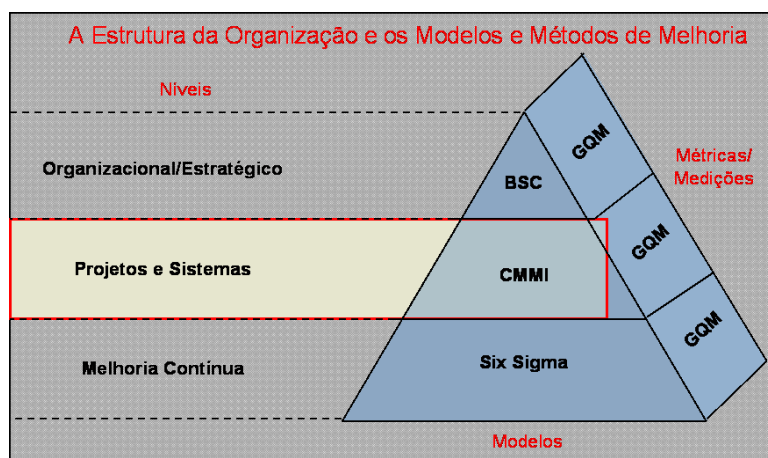 A Estrutura da Organização e os Modelos e Métodos de Melhoria
Níveis
GQM
Métricas/
Medições
Organizacional/Estratégico
BSC
GQM
Projetos e Sistemas
CMMI
GQM
Melhoria Contínua
Six Sigma
Modelos